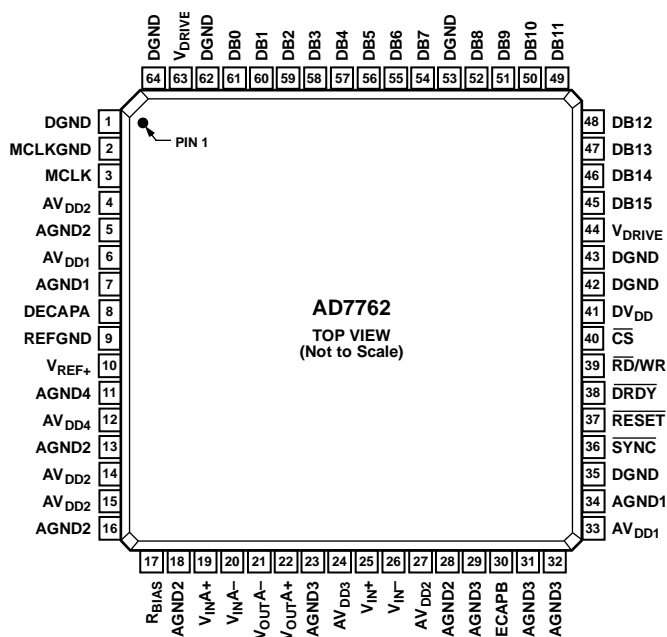 DGND VDRIVE DGND DB0 DB1 DB2 DB3 DB4 DB5 DB6 DB7 DGND DB8 DB9 DB10 DB11
64 63 62 61 60 59 58 57 56 55 54 53 52 51 50 49
DGND 1
MCLKGND 2
MCLK 3
AVDD2 4
AGND2 5
AVDD1 6
AGND1 7
DECAPA 8
REFGND 9
VREF+ 10
AGND4 11
AVDD4 12
AGND2 13
AVDD2 14
AVDD2 15
AGND2 16
PIN 1
AD7762
TOP VIEW
(Not to Scale)
48 DB12
47 DB13
46 DB14
45 DB15
44 VDRIVE
43 DGND
42 DGND
41 DVDD
40 C̅S̅
39 R̅D̅/WR
38 D̅R̅D̅Y̅
37 R̅E̅S̅E̅T̅
36 S̅Y̅N̅C̅
35 DGND
34 AGND1
33 AVDD1
17 18 19 20 21 22 23 24 25 26 27 28 29 30 31 32
RBIAS AGND2 VINA+ VINA– VOUTA– VOUTA+ AGND3 AVDD3 VIN+ VIN– AVDD2 AGND2 AGND3 ECAPB AGND3 AGND3